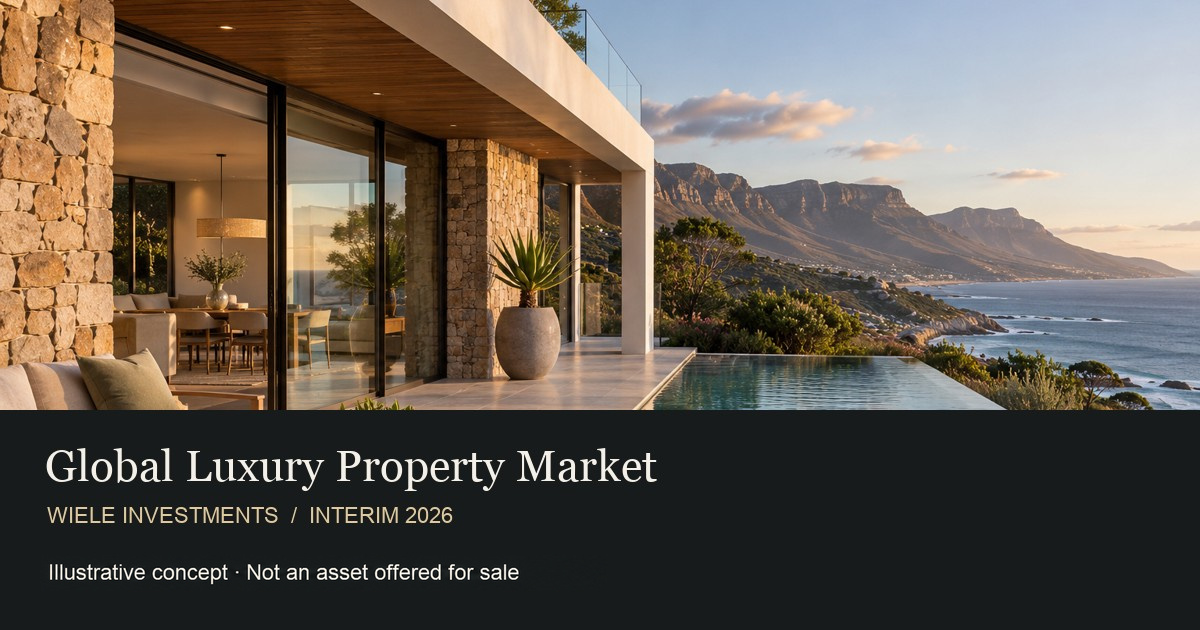 Global Luxury Property Market
WIELE INVESTMENTS / INTERIM 2026
Illustrative concept · Not an asset offered for sale